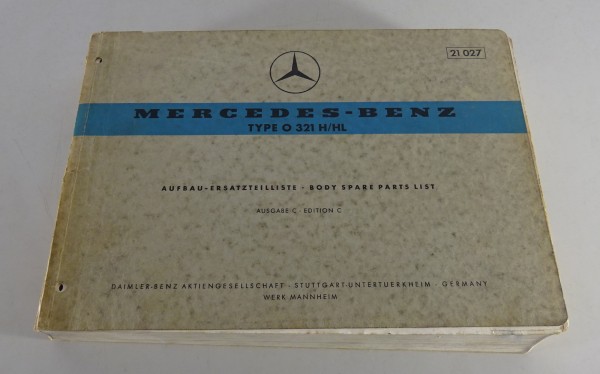 21 027
MERCEDES-BENZ
TYPE O 321 H/HL
AUFBAU-ERSATZTEILLISTE · BODY SPARE PARTS LIST
AUSGABE C · EDITION C
DAIMLER-BENZ AKTIENGESELLSCHAFT · STUTTGART-UNTERTUERKHEIM · GERMANY
WERK MANNHEIM